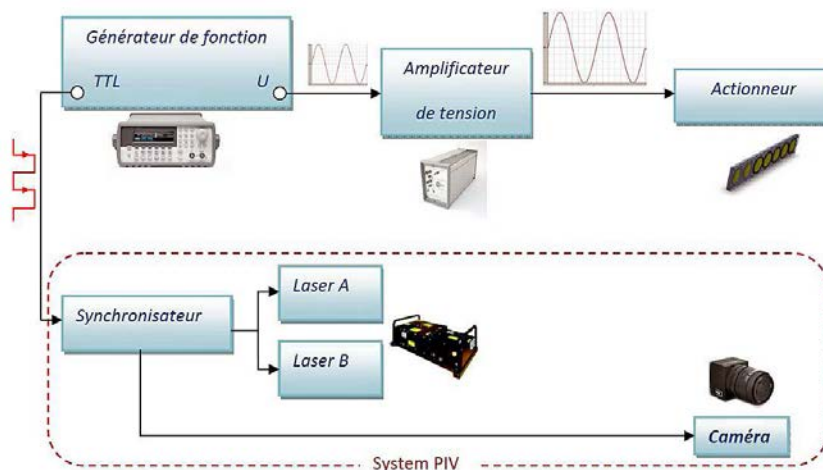 Générateur de fonction
TTL
U
Amplificateur
de tension
Actionneur
Synchronisateur
Laser A
Laser B
Caméra
System PIV